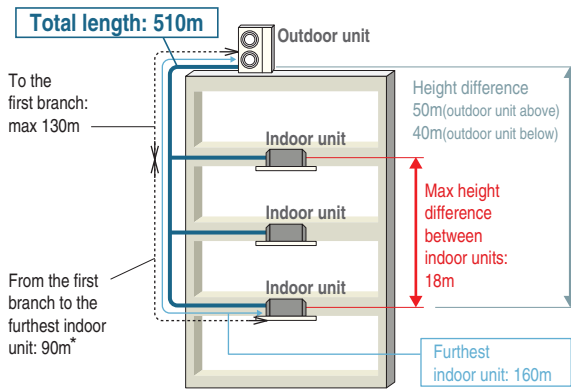 Total length: 510m
Outdoor unit
To the
first branch:
max 130m
Height difference
50m(outdoor unit above)
40m(outdoor unit below)
Indoor unit
Max height
difference
between
indoor units:
18m
Indoor unit
From the first
branch to the
furthest indoor
unit: 90m*
Indoor unit
Furthest
indoor unit: 160m